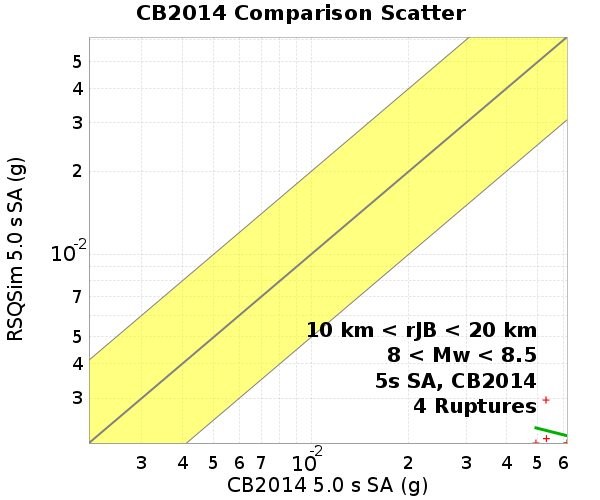 CB2014 Comparison Scatter
RSQSim 5.0 s SA (g)
5
4
3
2
10-2
7
5
4
3
10 km < rJB < 20 km
8 < Mw < 8.5
5s SA, CB2014
4 Ruptures
3 4 5 6 7 10-2 2 3 4 5 6
CB2014 5.0 s SA (g)